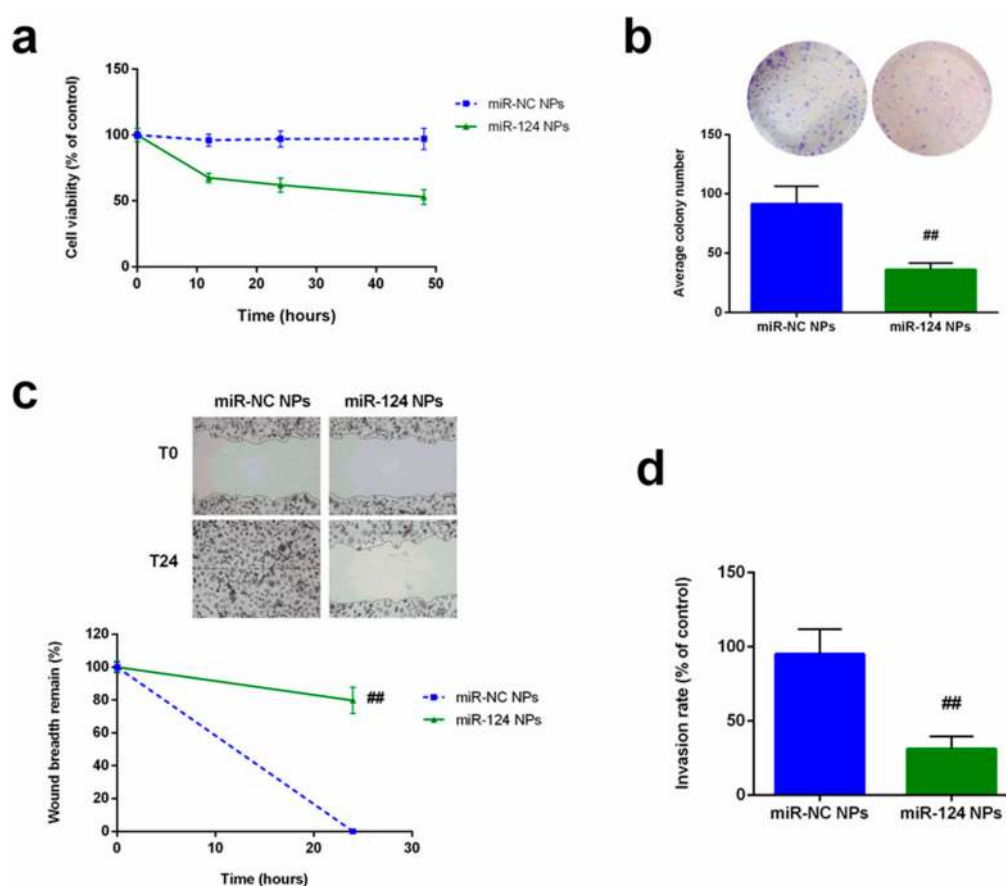 a
150
100
50
0
Cell viability (% of control)
0 10 20 30 40 50
Time (hours)
miR-NC NPs
miR-124 NPs
b
150
100
50
0
Average colony number
##
miR-NC NPs miR-124 NPs
c
miR-NC NPs miR-124 NPs
T0
T24
120
100
80
60
40
20
0
Wound breadth remain (%)
##
0 10 20 30
Time (hours)
miR-NC NPs
miR-124 NPs
d
150
100
50
0
Invasion rate (% of control)
##
miR-NC NPs miR-124 NPs